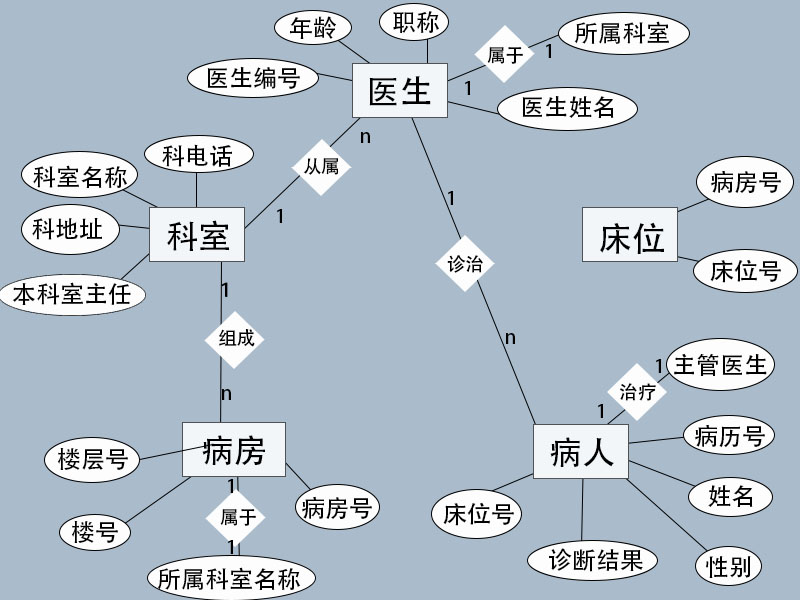 年龄
职称
所属科室
属于
1
1
医生编号
医生
医生姓名
n
从属
1
科电话
科室名称
科地址
科室
本科室主任
1
诊治
n
病房号
床位
床位号
1
组成
n
主管医生
1
治疗
1
病历号
病人
姓名
床位号
诊断结果
性别
楼层号
病房
病房号
楼号
1
属于
1
所属科室名称